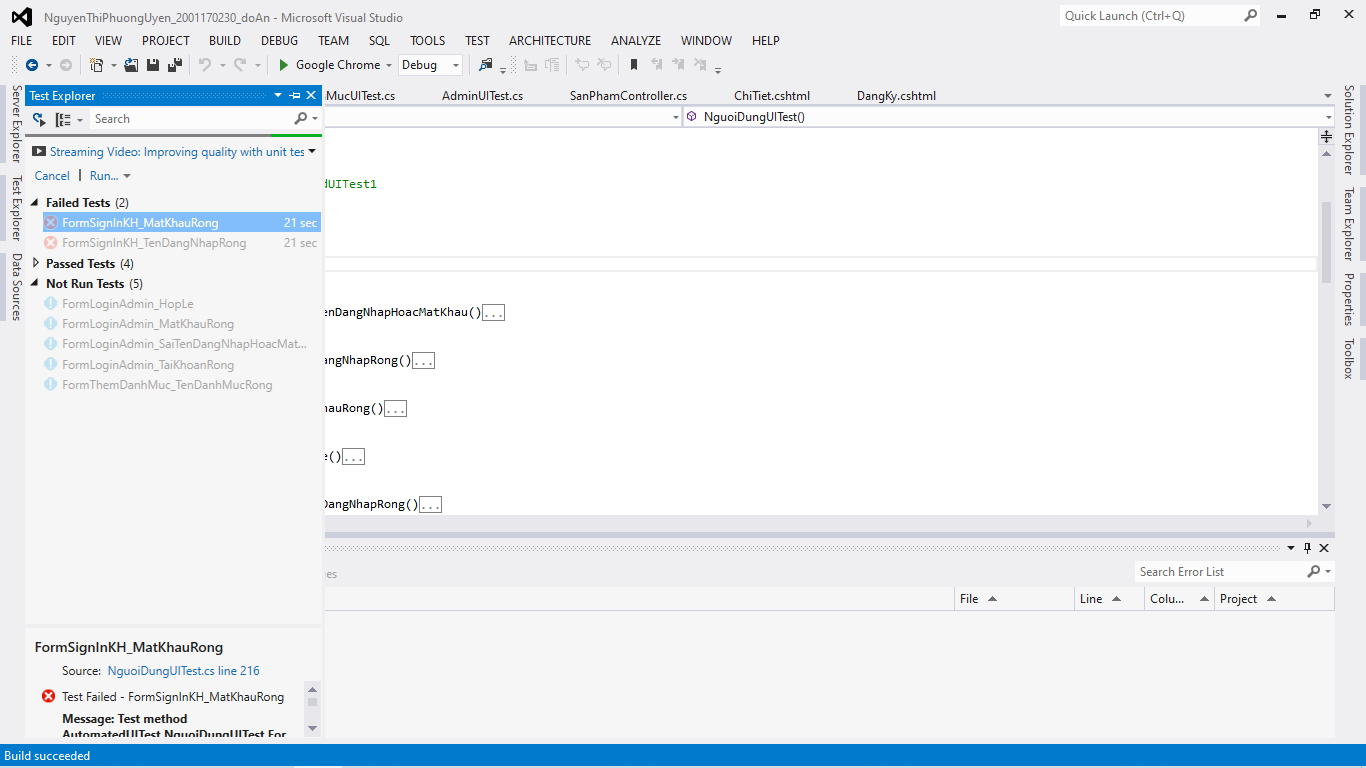 NguyenThiPhuongUyen_2001170230_doAn - Microsoft Visual Studio
Quick Launch (Ctrl+Q)
FILE EDIT VIEW PROJECT BUILD DEBUG TEAM SQL TOOLS TEST ARCHITECTURE ANALYZE WINDOW HELP
Google Chrome Debug
Server Explorer
Test Explorer
Data Sources
Test Explorer
Search
Streaming Video: Improving quality with unit tes
Cancel | Run...
Failed Tests (2)
FormSignInKH_MatKhauRong 21 sec
FormSignInKH_TenDangNhapRong 21 sec
Passed Tests (4)
Not Run Tests (5)
FormLoginAdmin_HopLe
FormLoginAdmin_MatKhauRong
FormLoginAdmin_SaiTenDangNhapHoacMat...
FormLoginAdmin_TaiKhoanRong
FormThemDanhMuc_TenDanhMucRong
FormSignInKH_MatKhauRong
Source: NguoiDungUITest.cs line 216
Test Failed - FormSignInKH_MatKhauRong
Message: Test method
AutomatedUITest.NguoiDungUITest.For
MucUITest.cs AdminUITest.cs SanPhamController.cs ChiTiet.cshtml DangKy.cshtml
NguoiDungUITest()
dUITest1
enDangNhapHoacMatKhau()...
angNhapRong()...
hauRong()...
e()...
DangNhapRong()...
es
Search Error List
File Line Colu... Project
Solution Explorer
Team Explorer
Properties
Toolbox
Build succeeded